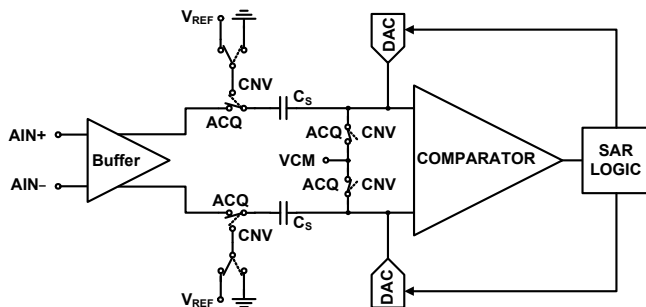 VREF
DAC
CNV
CS
ACQ
AIN+
Buffer
ACQ
CNV
VCM
COMPARATOR
SAR
LOGIC
AIN−
ACQ
CNV
ACQ
CS
CNV
DAC
VREF